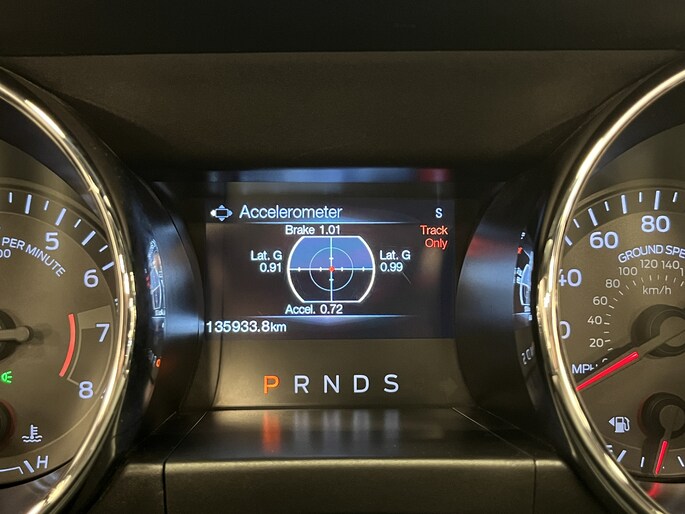 Accelerometer S
Brake 1.01
Track
Only
Lat. G
0.91
Lat. G
0.99
Accel. 0.72
135933.8km
P R N D S
PER MINUTE
5
6
7
8
H
40
60
80
GROUND SPE
20
60
80
100
120
140
km/h
MPH